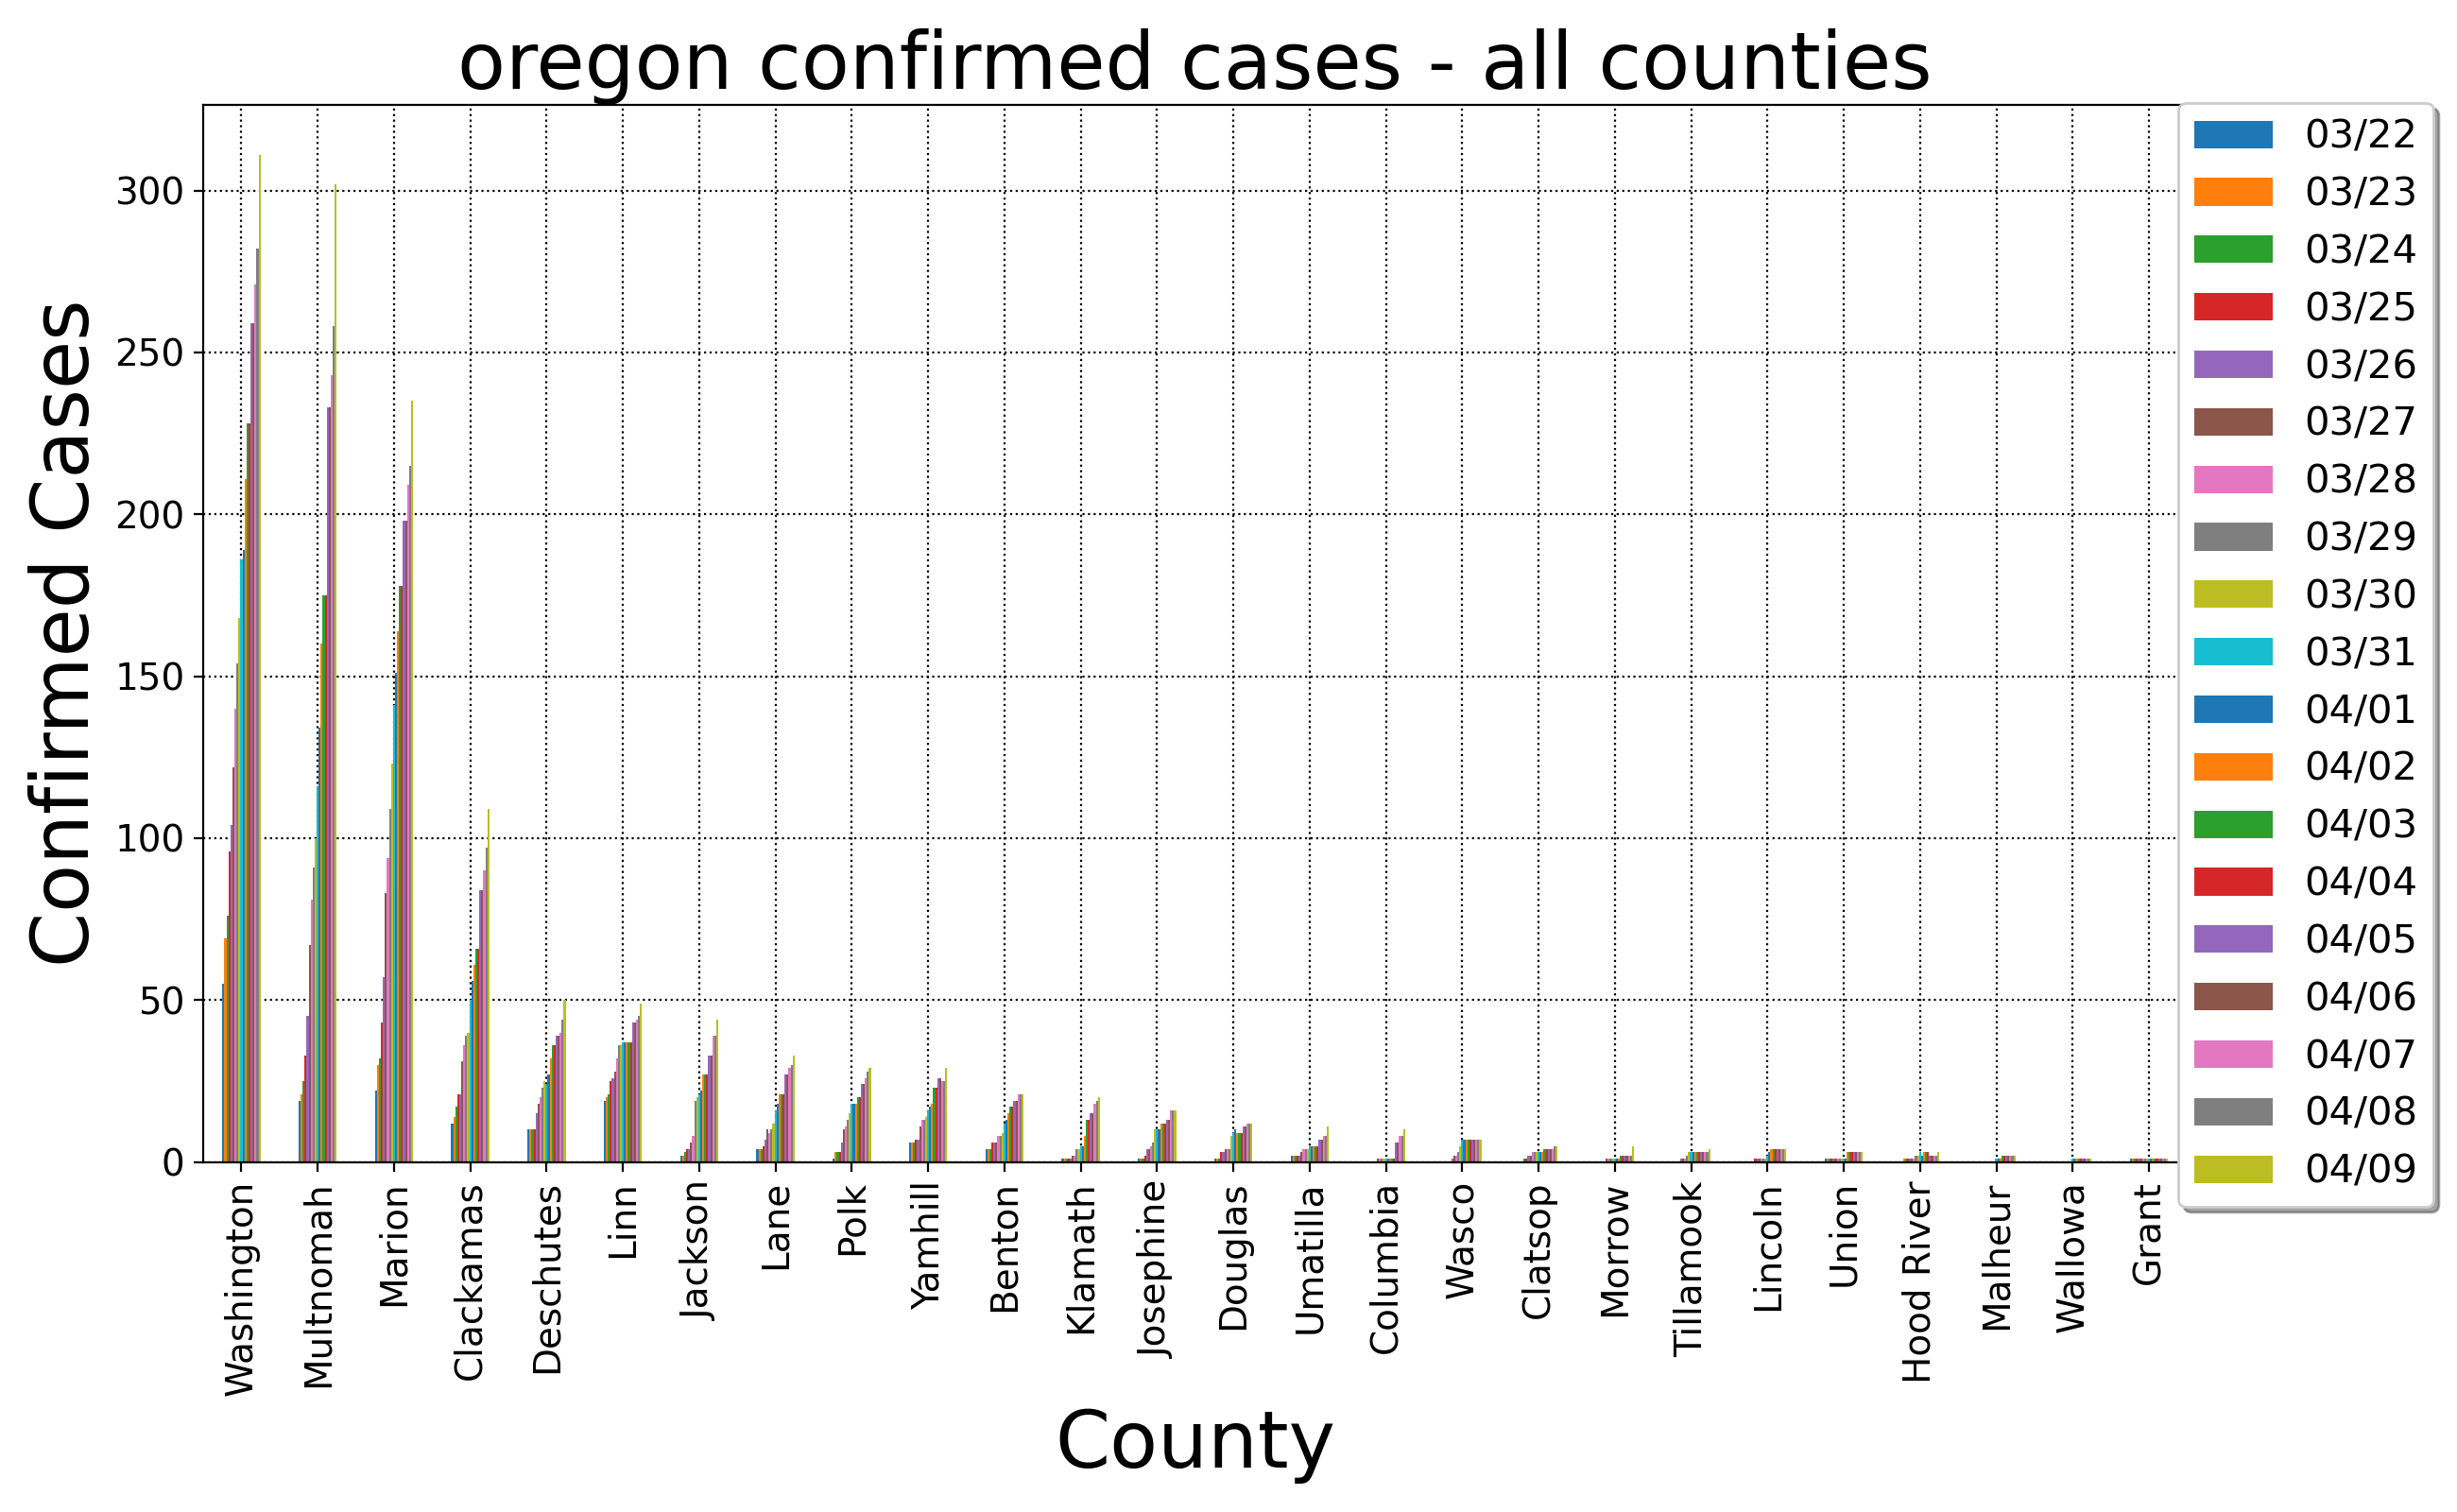 oregon confirmed cases - all counties
Confirmed Cases
300
250
200
150
100
50
0
Washington
Multnomah
Marion
Clackamas
Deschutes
Linn
Jackson
Lane
Polk
Yamhill
Benton
Klamath
Josephine
Douglas
Umatilla
Columbia
Wasco
Clatsop
Morrow
Tillamook
Lincoln
Union
Hood River
Malheur
Wallowa
Grant
County
03/22
03/23
03/24
03/25
03/26
03/27
03/28
03/29
03/30
03/31
04/01
04/02
04/03
04/04
04/05
04/06
04/07
04/08
04/09